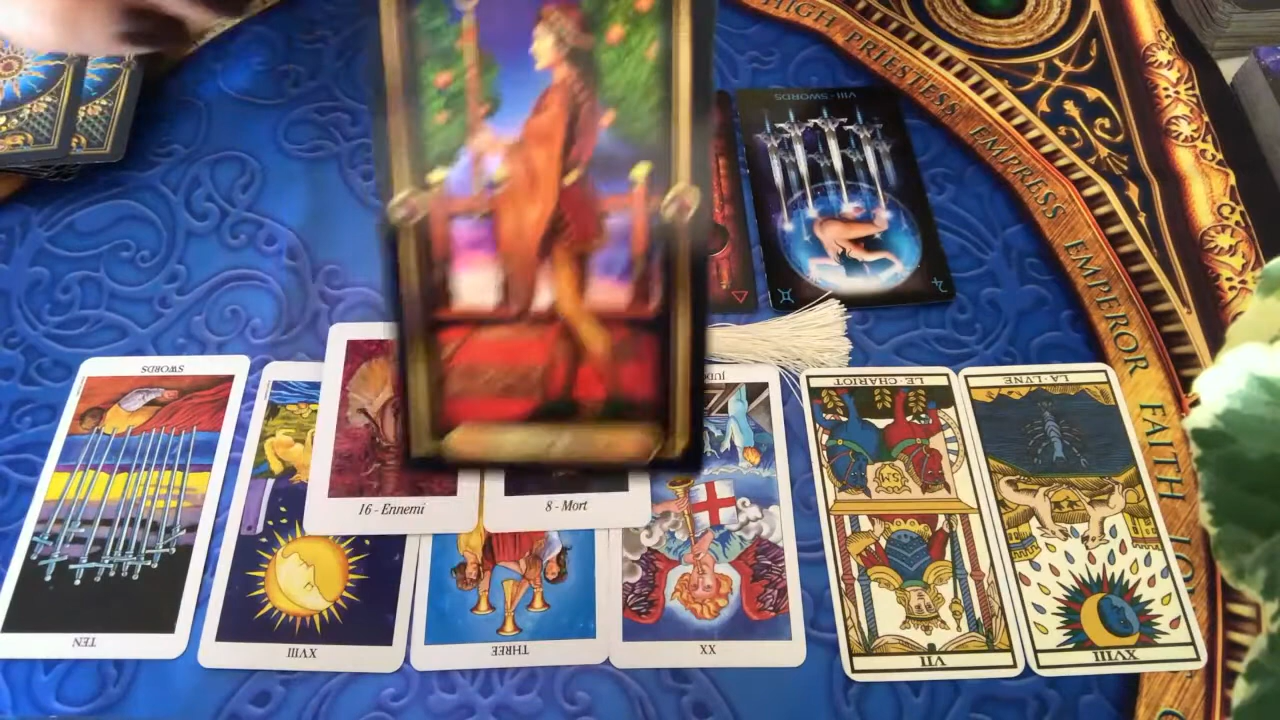 HIGH PRIESTESS EMPRESS EMPEROR FAITH
VIII-SWORDS
SWORDS
TEN
XVIII
16 - Ennemi
8 - Mort
THREE
XX
LE·CHARIOT
VII
LA·LVNE
XVIII